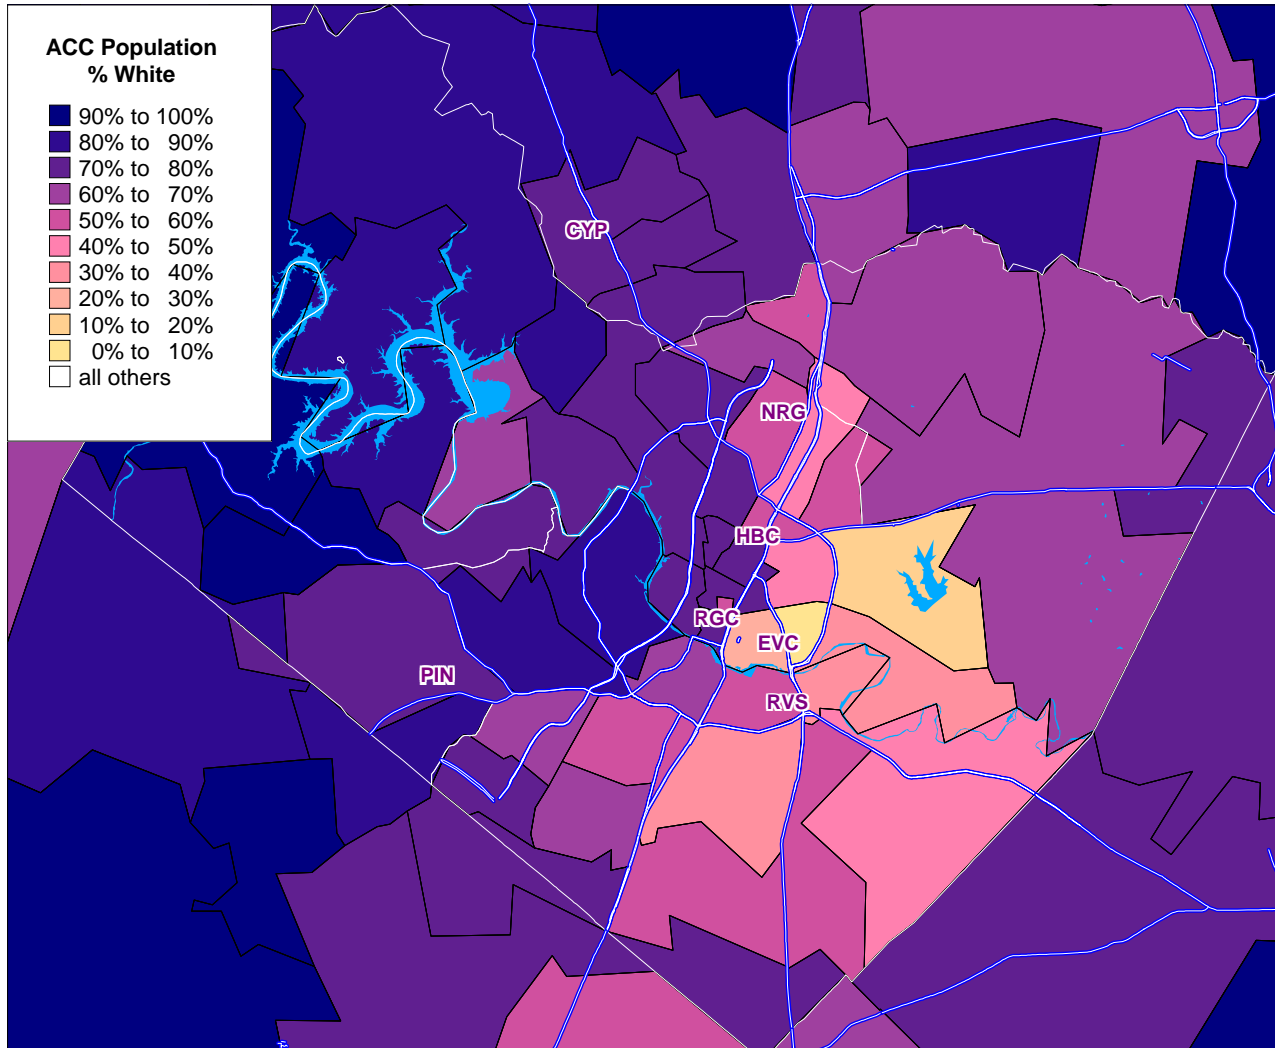 ACC Population
% White
90% to 100%
80% to 90%
70% to 80%
60% to 70%
50% to 60%
40% to 50%
30% to 40%
20% to 30%
10% to 20%
0% to 10%
all others
CYP
NRG
HBC
RGC
EVC
PIN
RVS